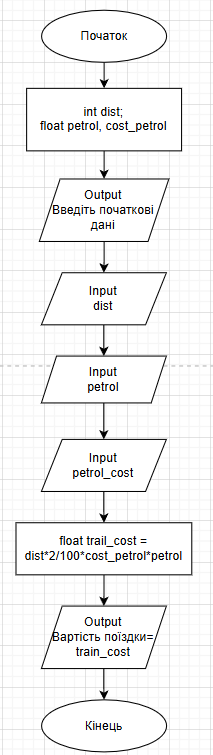 Початок
int dist;
float petrol, cost_petrol
Output
Введіть початкові
дані
Input
dist
Input
petrol
Input
petrol_cost
float trail_cost =
dist*2/100*cost_petrol*petrol
Output
Вартість поїздки=
train_cost
Кінець